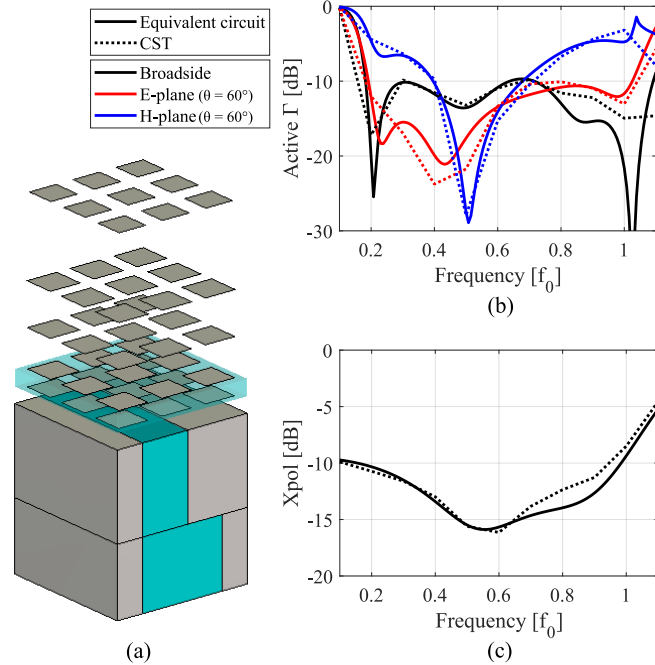 Equivalent circuit
CST
Broadside
E-plane (θ = 60°)
H-plane (θ = 60°)
(a)
0
-10
-20
-30
Active Γ [dB]
0.2 0.4 0.6 0.8 1
Frequency [f0]
(b)
0
-5
-10
-15
-20
Xpol [dB]
0.2 0.4 0.6 0.8 1
Frequency [f0]
(c)